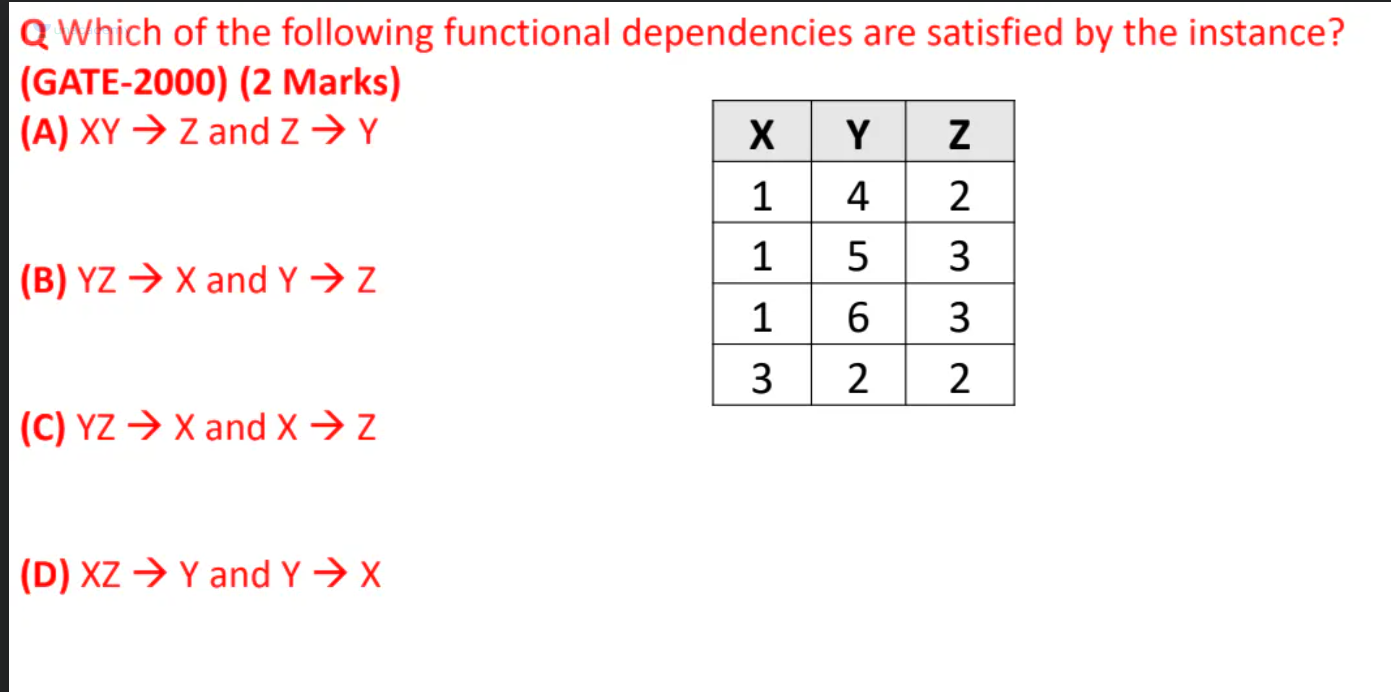 Q Which of the following functional dependencies are satisfied by the instance?
(GATE-2000) (2 Marks)
(A) XY → Z and Z → Y
(B) YZ → X and Y → Z
(C) YZ → X and X → Z
(D) XZ → Y and Y → X
X Y Z
1 4 2
1 5 3
1 6 3
3 2 2